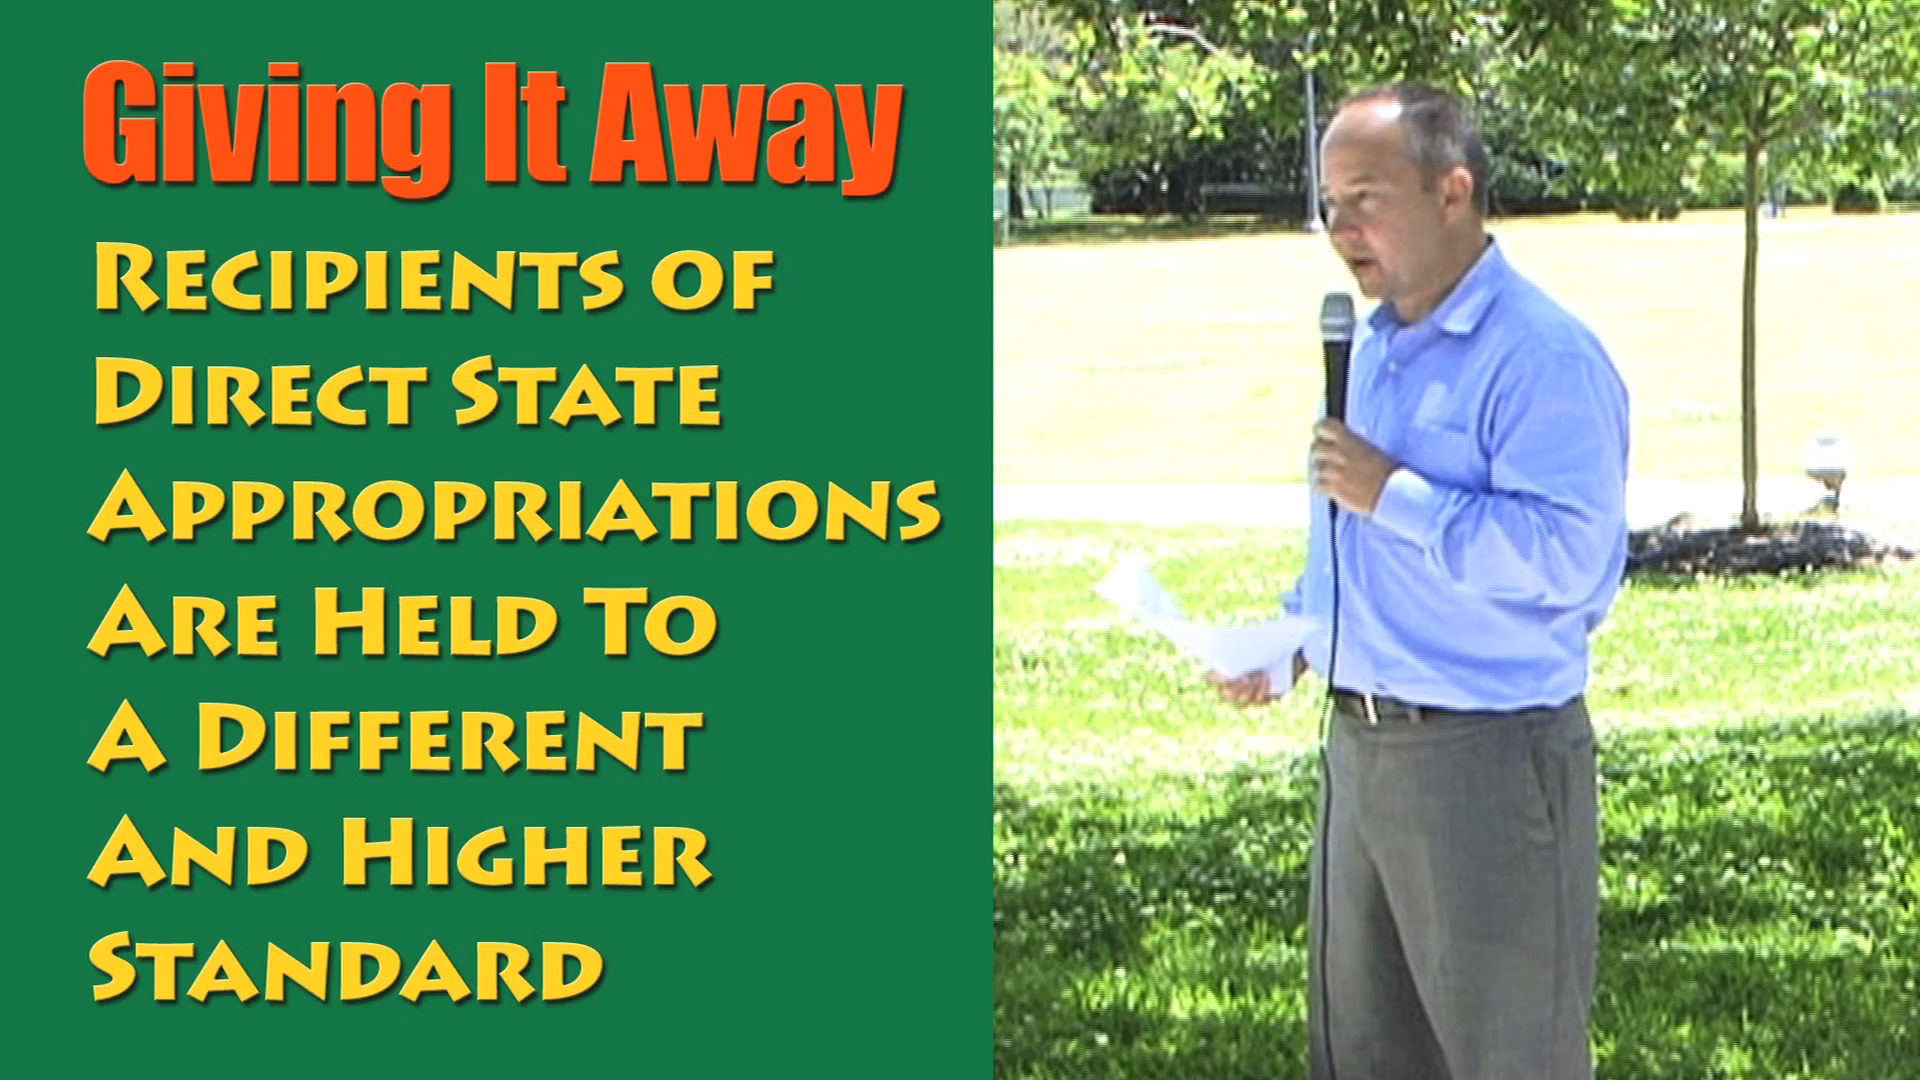 Giving It Away
Recipients of
Direct State
Appropriations
Are Held To
A Different
And Higher
Standard